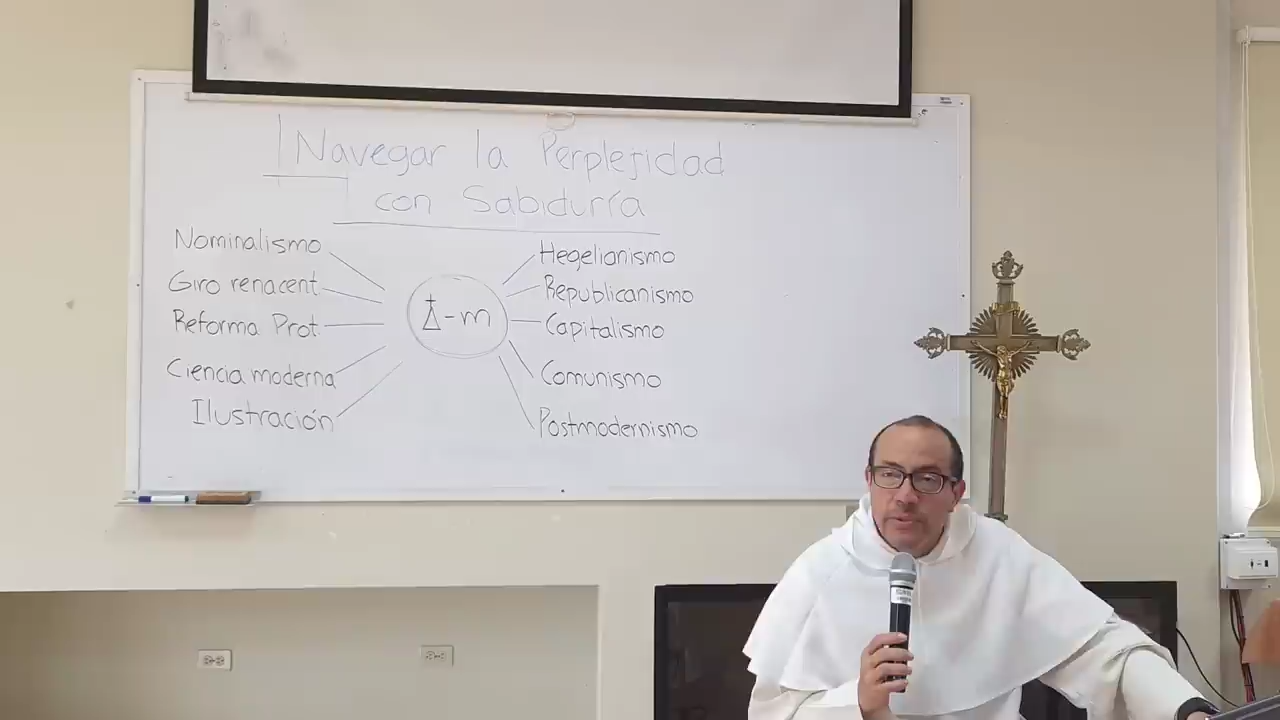 Navegar la Perplejidad
con Sabiduría
Nominalismo
Giro renacent.
Reforma Prot
Ciencia moderna
Ilustración
-m
Hegelianismo
Republicanismo
Capitalismo
Comunismo
Postmodernismo